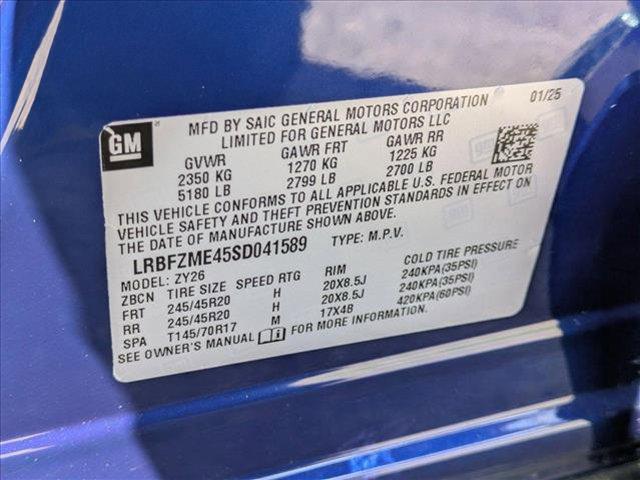 GM
MFD BY SAIC GENERAL MOTORS CORPORATION 01/25
LIMITED FOR GENERAL MOTORS LLC
GVWR GAWR FRT GAWR RR
2350 KG 1270 KG 1225 KG
5180 LB 2799 LB 2700 LB
THIS VEHICLE CONFORMS TO ALL APPLICABLE U.S. FEDERAL MOTOR
VEHICLE SAFETY AND THEFT PREVENTION STANDARDS IN EFFECT ON
THE DATE OF MANUFACTURE SHOWN ABOVE.
LRBFZME45SD041589 TYPE: M.P.V.
MODEL: ZY26
ZBCN TIRE SIZE SPEED RTG RIM COLD TIRE PRESSURE
FRT 245/45R20 H 20X8.5J 240KPA(35PSI)
RR 245/45R20 H 20X8.5J 240KPA(35PSI)
SPA T145/70R17 M 17X4B 420KPA(60PSI)
SEE OWNER'S MANUAL FOR MORE INFORMATION.